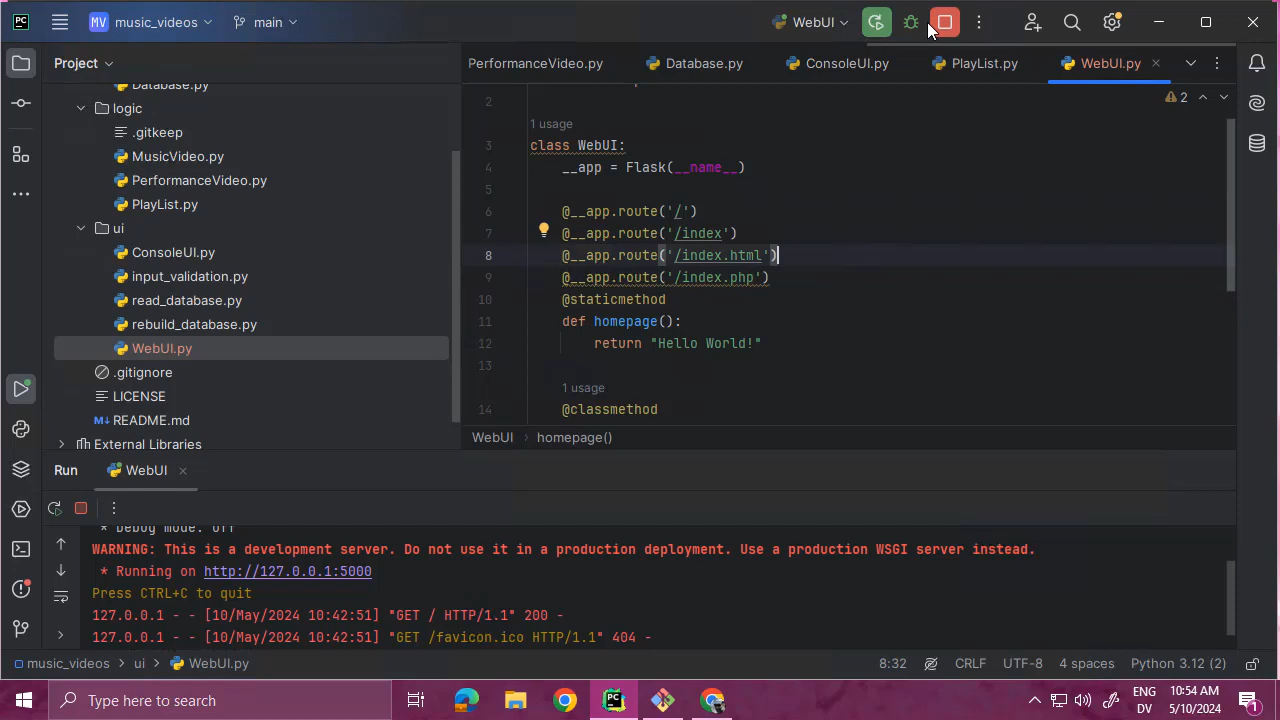 MV music_videos main WebUI
Project PerformanceVideo.py Database.py ConsoleUI.py PlayList.py WebUI.py
Database.py
logic
.gitkeep
MusicVideo.py
PerformanceVideo.py
PlayList.py
ui
ConsoleUI.py
input_validation.py
read_database.py
rebuild_database.py
WebUI.py
.gitignore
LICENSE
README.md
External Libraries
2
2
1 usage
3 class WebUI:
4 __app = Flask(__name__)
5
6 @__app.route('/')
7 @__app.route('/index')
8 @__app.route('/index.html')
9 @__app.route('/index.php')
10 @staticmethod
11 def homepage():
12 return "Hello World!"
13
1 usage
14 @classmethod
WebUI › homepage()
Run WebUI
* Debug mode: off
WARNING: This is a development server. Do not use it in a production deployment. Use a production WSGI server instead.
* Running on http://127.0.0.1:5000
Press CTRL+C to quit
127.0.0.1 - - [10/May/2024 10:42:51] "GET / HTTP/1.1" 200 -
127.0.0.1 - - [10/May/2024 10:42:51] "GET /favicon.ico HTTP/1.1" 404 -
music_videos › ui › WebUI.py 8:32 CRLF UTF-8 4 spaces Python 3.12 (2)
Type here to search
ENG
DV
10:54 AM
5/10/2024
1